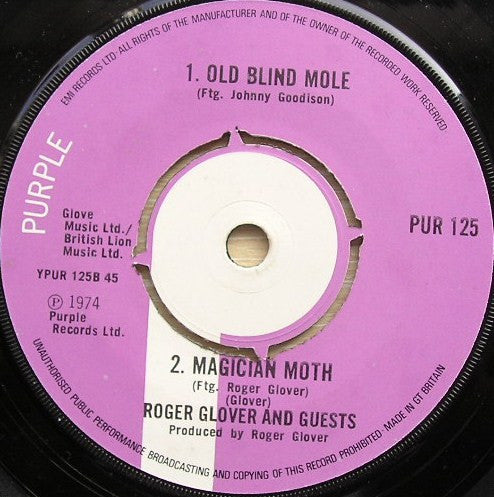 EMI RECORDS LTD·ALL RIGHTS OF THE MANUFACTURER AND OF THE OWNER OF THE RECORDED WORK RESERVED
1. OLD BLIND MOLE
(Ftg. Johnny Goodison)
PURPLE
Glove
Music Ltd./
British Lion
Music Ltd.
PUR 125
YPUR 125B 45
Ⓟ 1974
Purple
Records Ltd.
2. MAGICIAN MOTH
(Ftg. Roger Glover)
(Glover)
ROGER GLOVER AND GUESTS
Produced by Roger Glover
UNAUTHORISED PUBLIC PERFORMANCE BROADCASTING AND COPYING OF THIS RECORD PROHIBITED·MADE IN GT BRITAIN